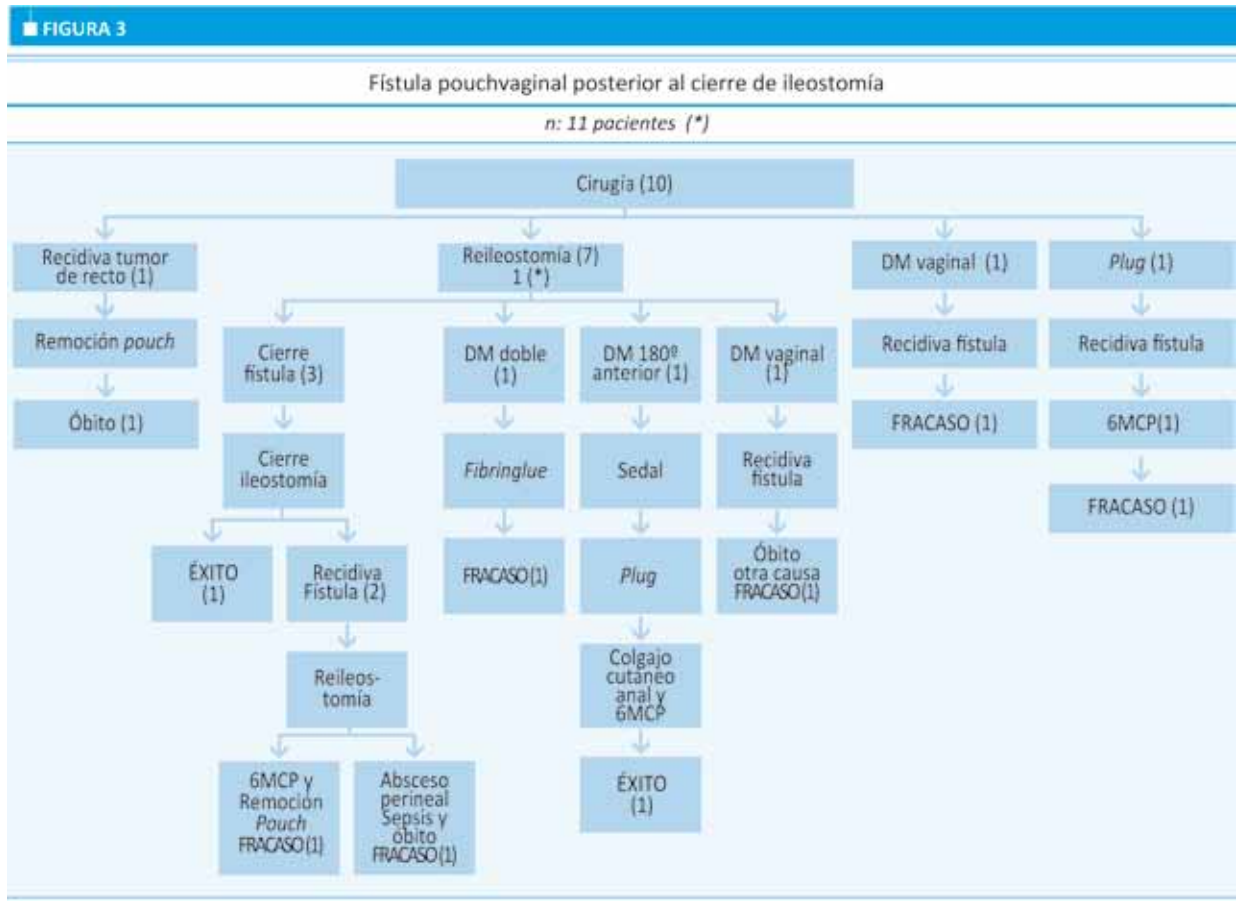 FIGURA 3
Fístula pouchvaginal posterior al cierre de ileostomía
n: 11 pacientes (*)
Cirugía (10)
Recidiva tumor
de recto (1)
Remoción pouch
Óbito (1)
Reileostomía (7)
1 (*)
Cierre
fístula (3)
Cierre
ileostomía
ÉXITO
(1)
Recidiva
Fístula (2)
Reileos-
tomía
6MCP y
Remoción
Pouch
FRACASO(1)
Absceso
perineal
Sepsis y
óbito
FRACASO(1)
DM doble
(1)
Fibringlue
FRACASO(1)
DM 180º
anterior (1)
Sedal
Plug
Colgajo
cutáneo
anal y
6MCP
ÉXITO
(1)
DM vaginal
(1)
Recidiva
fístula
Óbito
otra causa
FRACASO(1)
DM vaginal (1)
Recidiva fístula
FRACASO (1)
Plug (1)
Recidiva fístula
6MCP(1)
FRACASO (1)